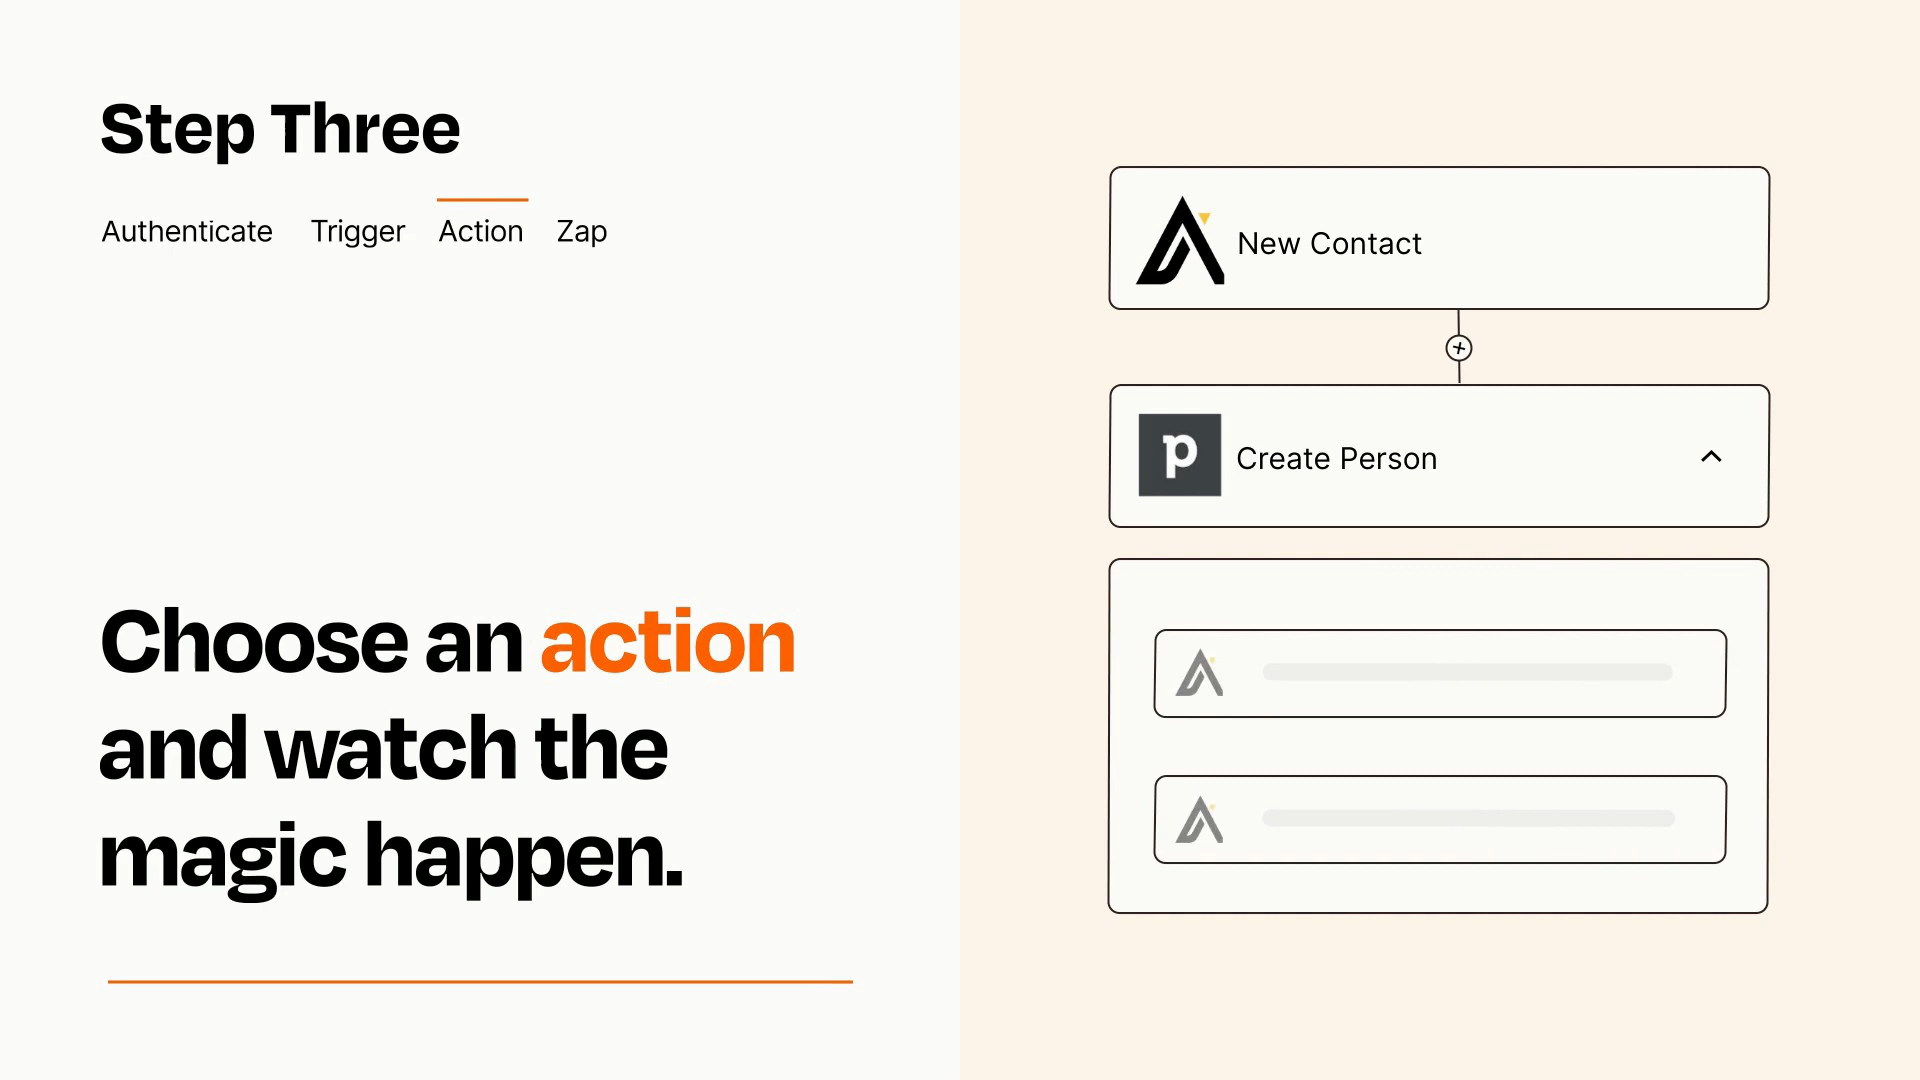 Step Three
Authenticate Trigger Action Zap
Choose an action
and watch the
magic happen.
New Contact
p
Create Person